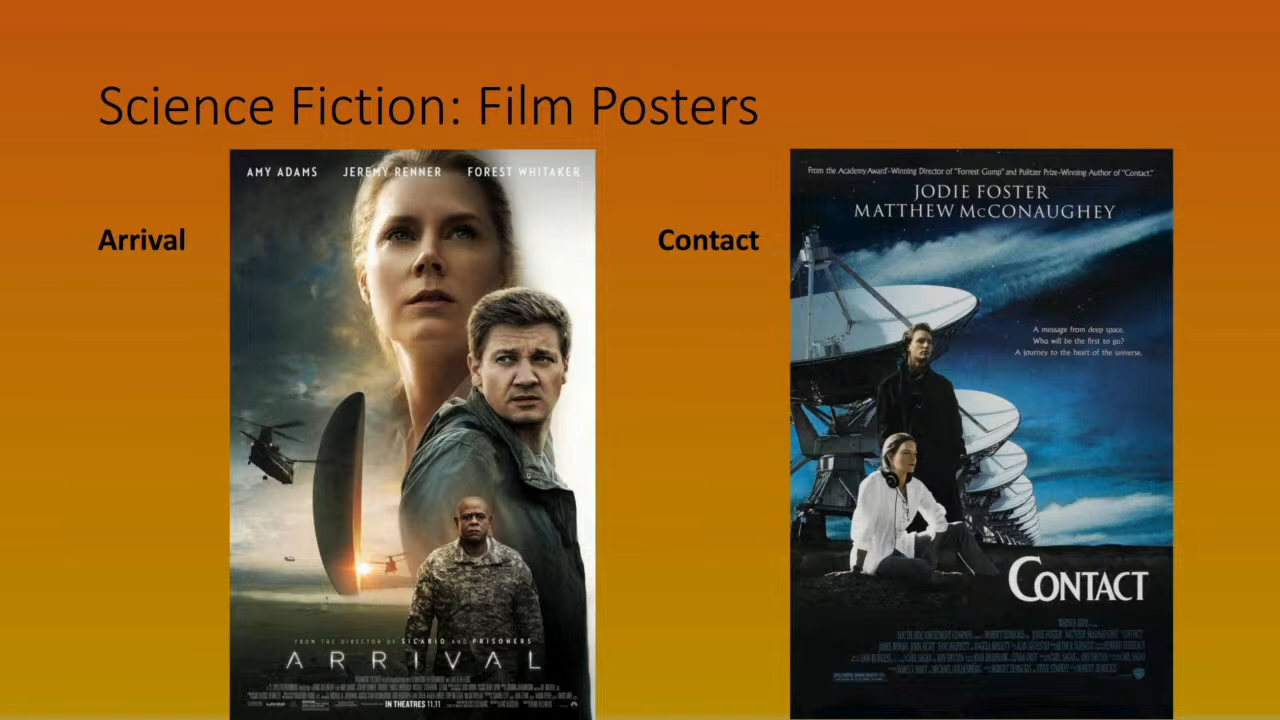 Science Fiction: Film Posters
Arrival
AMY ADAMS JEREMY RENNER FOREST WHITAKER
FROM THE DIRECTOR OF SICARIO AND PRISONERS
ARRIVAL
IN THEATRES 11.11
Contact
From the Academy Award®-Winning Director of "Forrest Gump" and Pulitzer Prize-Winning Author of "Contact."
JODIE FOSTER
MATTHEW McCONAUGHEY
A message from deep space.
Who will be the first to go?
A journey to the heart of the universe.
CONTACT